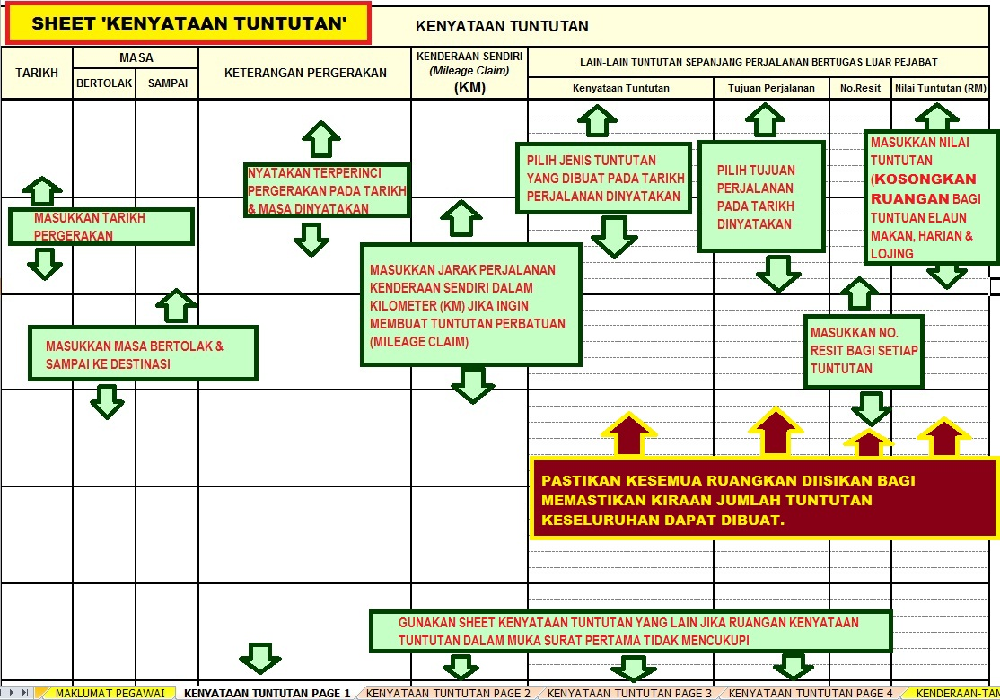 SHEET 'KENYATAAN TUNTUTAN'
KENYATAAN TUNTUTAN
TARIKH
MASA
BERTOLAK
SAMPAI
KETERANGAN PERGERAKAN
KENDERAAN SENDIRI
(Mileage Claim)
(KM)
LAIN-LAIN TUNTUTAN SEPANJANG PERJALANAN BERTUGAS LUAR PEJABAT
Kenyataan Tuntutan
Tujuan Perjalanan
No.Resit
Nilai Tuntutan (RM)
MASUKKAN TARIKH
PERGERAKAN
NYATAKAN TERPERINCI
PERGERAKAN PADA TARIKH
& MASA DINYATAKAN
PILIH JENIS TUNTUTAN
YANG DIBUAT PADA TARIKH
PERJALANAN DINYATAKAN
PILIH TUJUAN
PERJALANAN
PADA TARIKH
DINYATAKAN
MASUKKAN NILAI
TUNTUTAN
(KOSONGKAN
RUANGAN BAGI
TUNTUAN ELAUN
MAKAN, HARIAN &
LOJING
MASUKKAN JARAK PERJALANAN
KENDERAAN SENDIRI DALAM
KILOMETER (KM) JIKA INGIN
MEMBUAT TUNTUTAN PERBATUAN
(MILEAGE CLAIM)
MASUKKAN MASA BERTOLAK &
SAMPAI KE DESTINASI
MASUKKAN NO.
RESIT BAGI SETIAP
TUNTUTAN
PASTIKAN KESEMUA RUANGKAN DIISIKAN BAGI
MEMASTIKAN KIRAAN JUMLAH TUNTUTAN
KESELURUHAN DAPAT DIBUAT.
GUNAKAN SHEET KENYATAAN TUNTUTAN YANG LAIN JIKA RUANGAN KENYATAAN
TUNTUTAN DALAM MUKA SURAT PERTAMA TIDAK MENCUKUPI
MAKLUMAT PEGAWAI
KENYATAAN TUNTUTAN PAGE 1
KENYATAAN TUNTUTAN PAGE 2
KENYATAAN TUNTUTAN PAGE 3
KENYATAAN TUNTUTAN PAGE 4
KENDERAAN-TAN